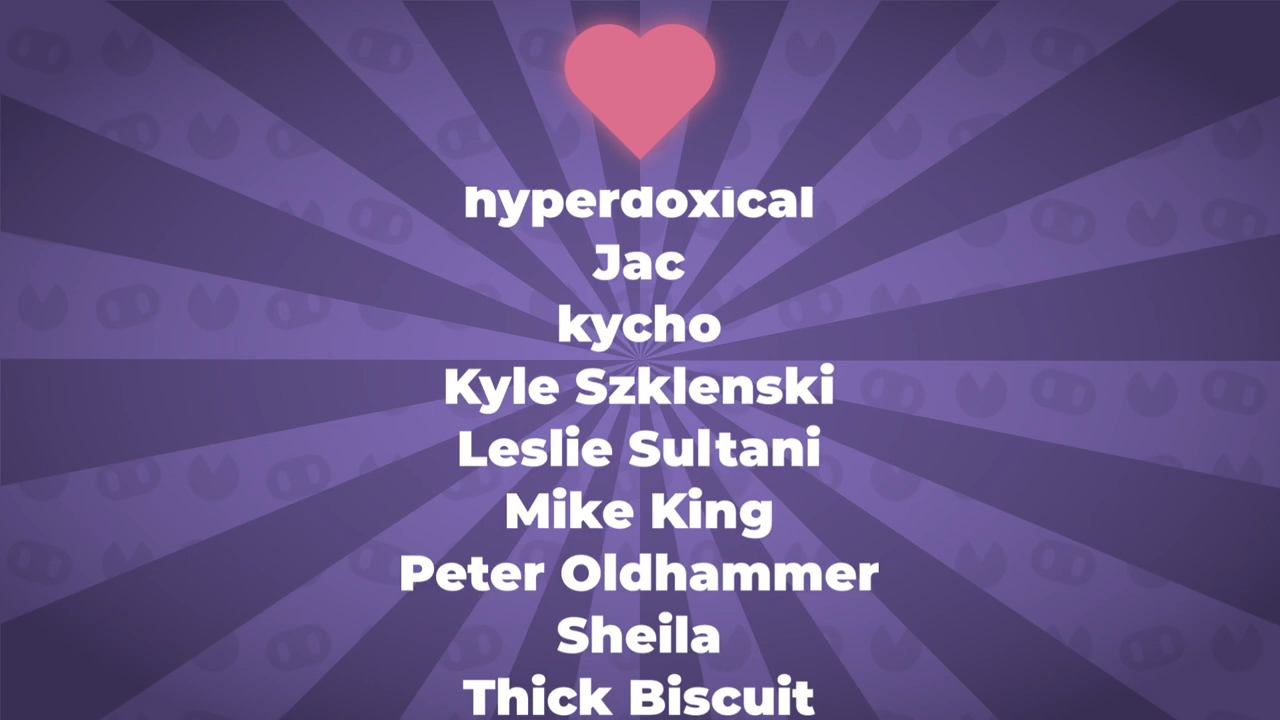 hyperdoxical
Jac
kycho
Kyle Szklenski
Leslie Sultani
Mike King
Peter Oldhammer
Sheila
Thick Biscuit